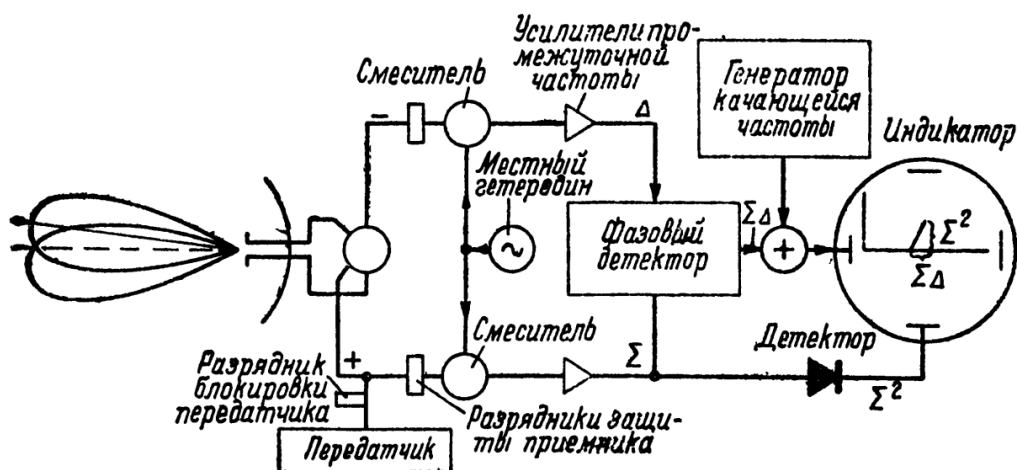 Усилители про-
межуточной
частоты
Смеситель
Генератор
качающейся
частоты
Индикатор
−
Δ
Местный
гетеродин
Фазовый
детектор
ΣΔ
+
Σ²
ΣΔ
~
Смеситель
Детектор
+
Σ
Σ²
Разрядник
блокировки
передатчика
Разрядники защи-
ты приемника
Передатчик